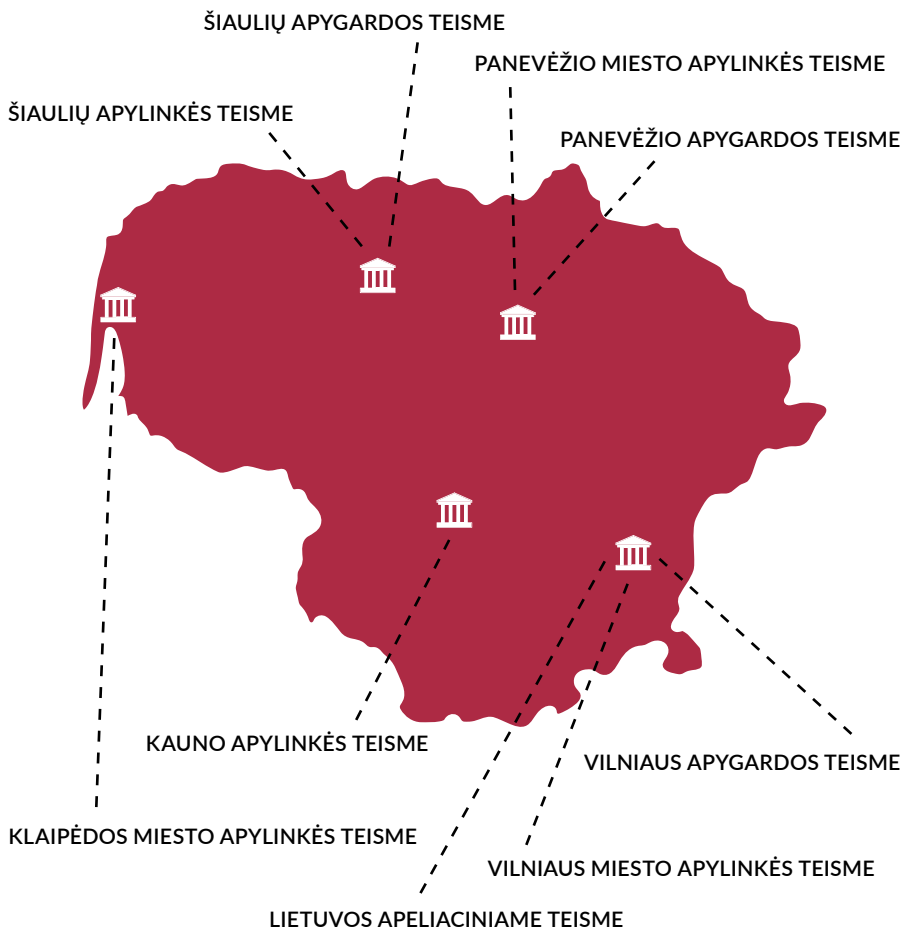 ŠIAULIŲ APYGARDOS TEISME
PANEVĖŽIO MIESTO APYLINKĖS TEISME
ŠIAULIŲ APYLINKĖS TEISME
PANEVĖŽIO APYGARDOS TEISME
KAUNO APYLINKĖS TEISME
VILNIAUS APYGARDOS TEISME
KLAIPĖDOS MIESTO APYLINKĖS TEISME
VILNIAUS MIESTO APYLINKĖS TEISME
LIETUVOS APELIACINIAME TEISME